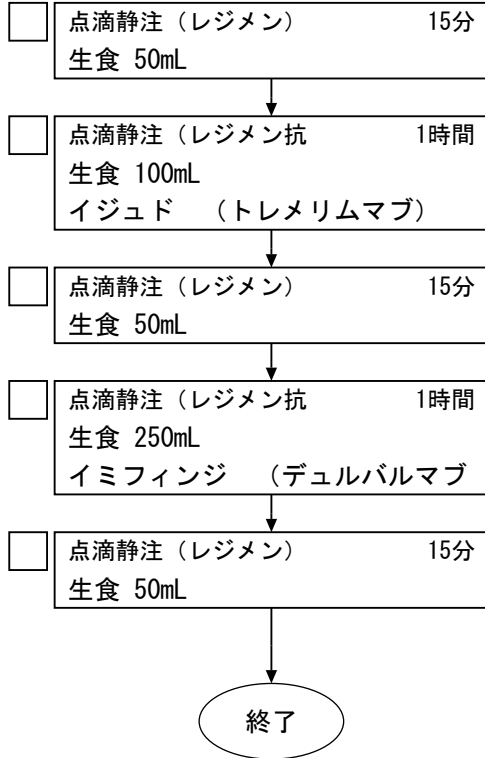 点滴静注（レジメン） 15分
生食 50mL
点滴静注（レジメン抗 1時間
生食 100mL
イジュド （トレメリムマブ）
点滴静注（レジメン） 15分
生食 50mL
点滴静注（レジメン抗 1時間
生食 250mL
イミフィンジ （デュルバルマブ
点滴静注（レジメン） 15分
生食 50mL
終了